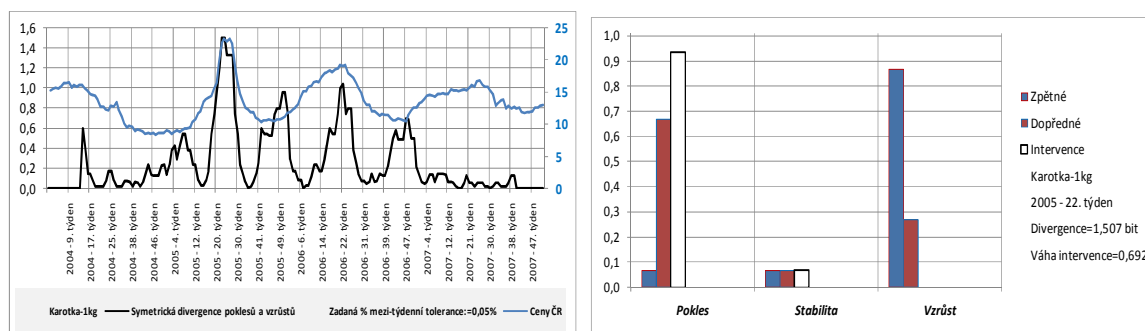 1,6
1,4
1,2
1,0
0,8
0,6
0,4
0,2
0,0
25
20
15
10
5
0
2004 - 9. týden
2004 - 17. týden
2004 - 25. týden
2004 - 38. týden
2004 - 46. týden
2005 - 4. týden
2005 - 12. týden
2005 - 20. týden
2005 - 30. týden
2005 - 41. týden
2005 - 49. týden
2006 - 6. týden
2006 - 14. týden
2006 - 22. týden
2006 - 31. týden
2006 - 39. týden
2006 - 49. týden
2007 - 5. týden
2007 - 13. týden
2007 - 21. týden
2007 - 30. týden
2007 - 38. týden
2007 - 47. týden
Karotka-1kg Symetrická divergence poklesů a vzrůstů Zadaná % mezi-týdenní tolerance:=0,05% Ceny ČR
1,0
0,9
0,8
0,7
0,6
0,5
0,4
0,3
0,2
0,1
0,0
Pokles Stabilita Vzrůst
Zpětné
Dopředné
Intervence
Karotka-1kg
2005 - 22. týden
Divergence=1,507 bit
Váha intervence=0,692